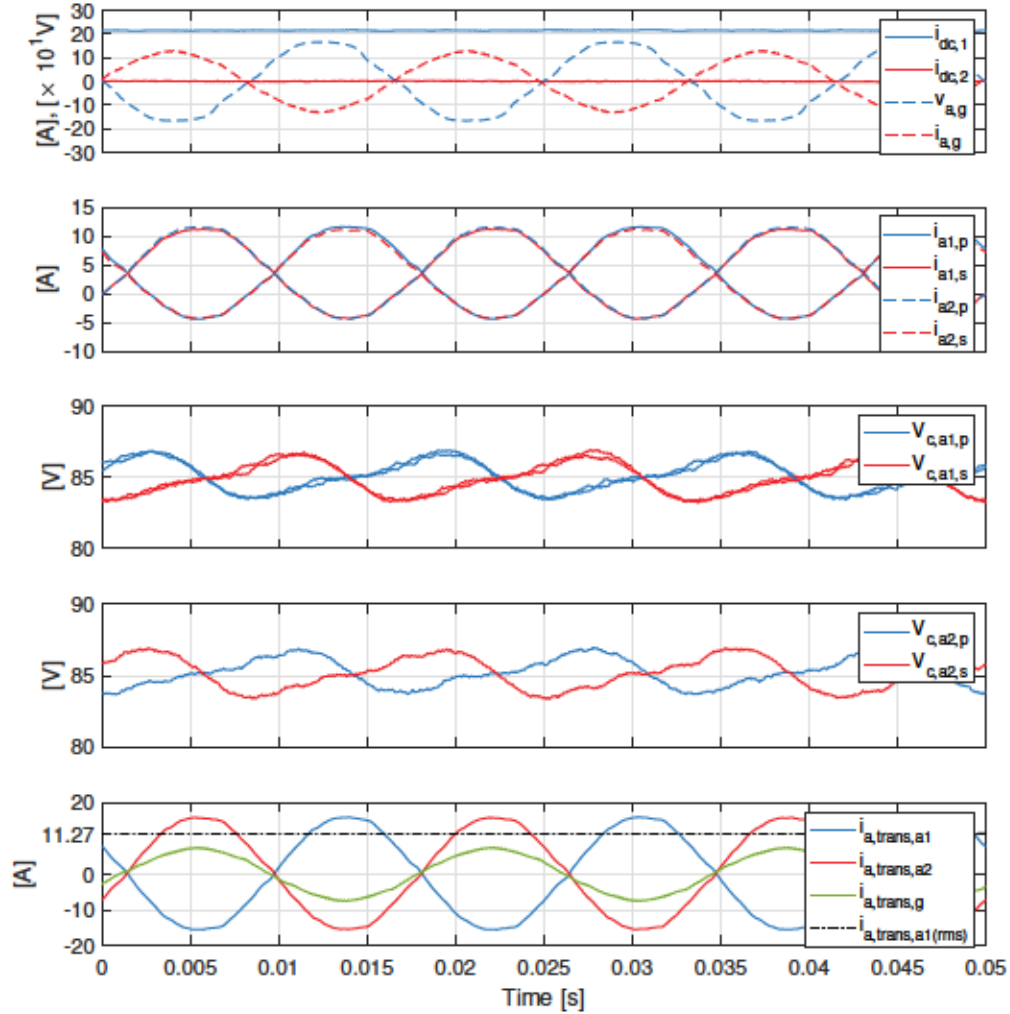 [A], [× 10¹V]
30
20
10
0
-10
-20
-30
i_dc,1
i_dc,2
v_a,g
i_a,g
[A]
15
10
5
0
-5
-10
i_a1,p
i_a1,s
i_a2,p
i_a2,s
[V]
90
85
80
V_c,a1,p
V_c,a1,s
[V]
90
85
80
V_c,a2,p
V_c,a2,s
[A]
20
11.27
0
-10
-20
i_a,trans,a1
i_a,trans,a2
i_a,trans,g
i_a,trans,a1(rms)
0 0.005 0.01 0.015 0.02 0.025 0.03 0.035 0.04 0.045 0.05
Time [s]